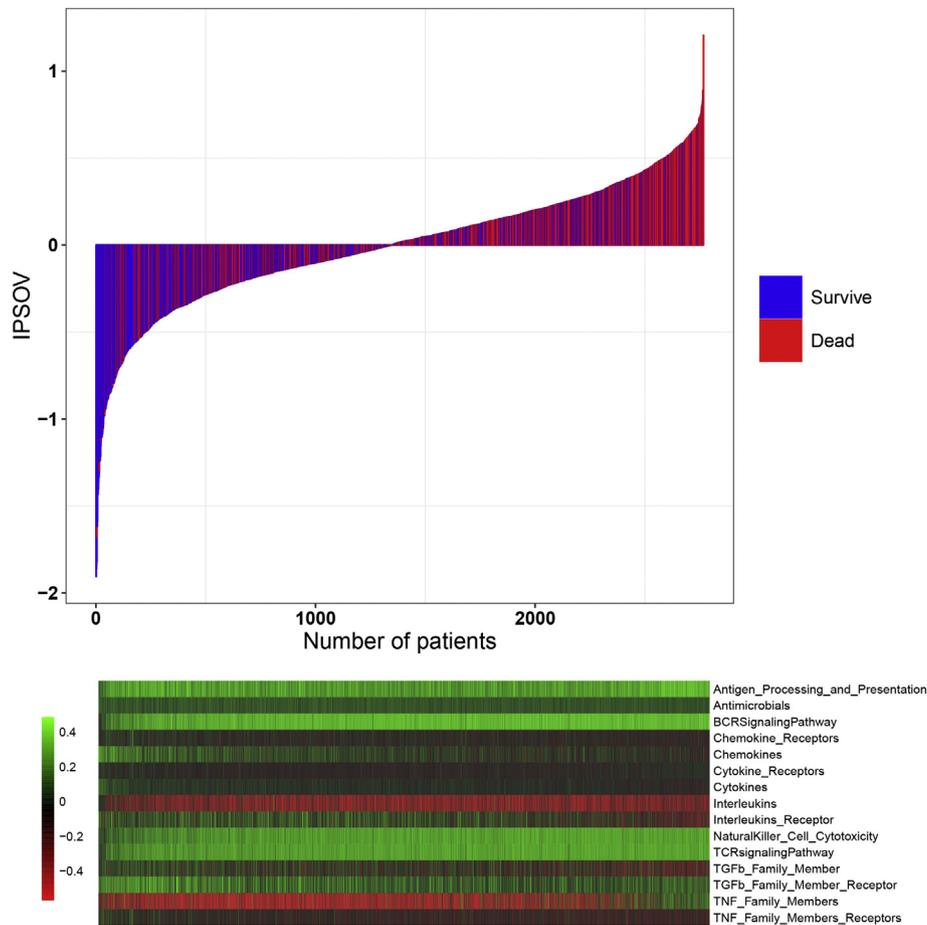 1
0
−1
−2
IPSOV
0
1000
2000
Number of patients
Survive
Dead
0.4
0.2
0
−0.2
−0.4
Antigen_Processing_and_Presentation
Antimicrobials
BCRSignalingPathway
Chemokine_Receptors
Chemokines
Cytokine_Receptors
Cytokines
Interleukins
Interleukins_Receptor
NaturalKiller_Cell_Cytotoxicity
TCRsignalingPathway
TGFb_Family_Member
TGFb_Family_Member_Receptor
TNF_Family_Members
TNF_Family_Members_Receptors